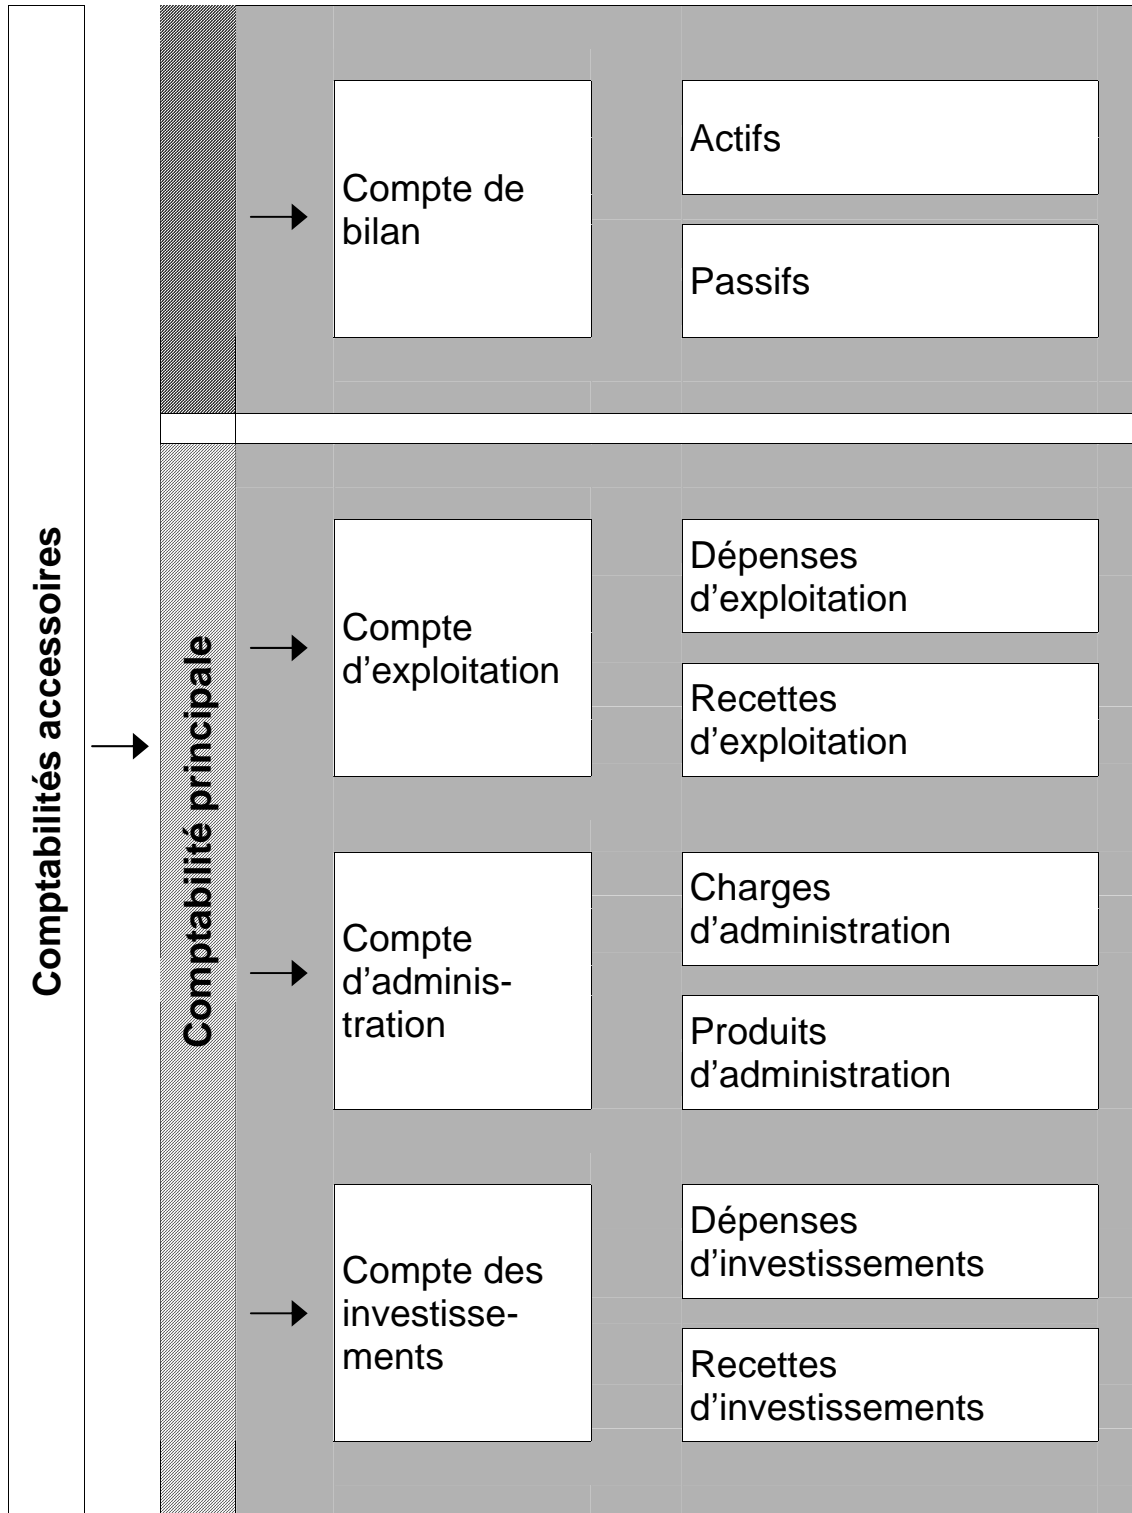 Comptabilités accessoires
Comptabilité principale
Compte de
bilan
Actifs
Passifs
Compte
d’exploitation
Dépenses
d’exploitation
Recettes
d’exploitation
Compte
d’adminis-
tration
Charges
d’administration
Produits
d’administration
Compte des
investisse-
ments
Dépenses
d’investissements
Recettes
d’investissements